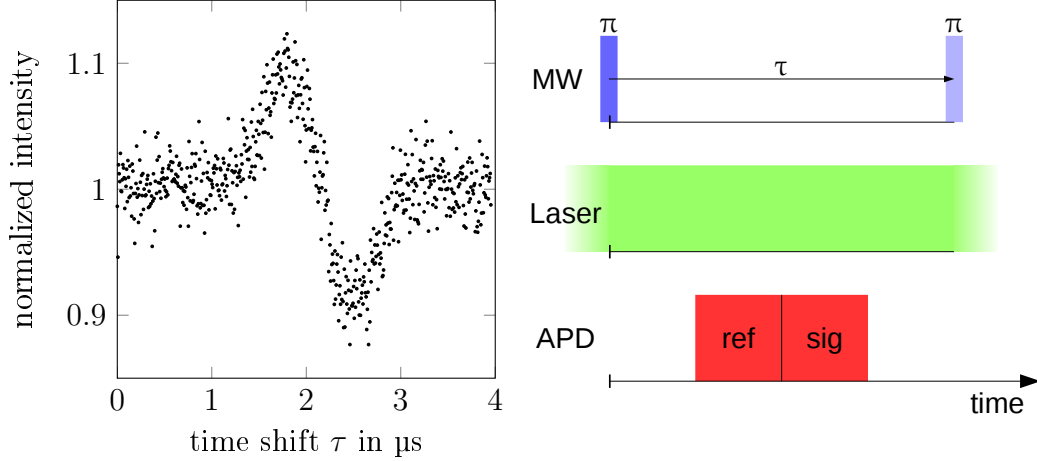 normalized intensity
1.1
1
0.9
0
1
2
3
4
time shift τ in µs
π
π
MW
τ
Laser
APD
ref
sig
time